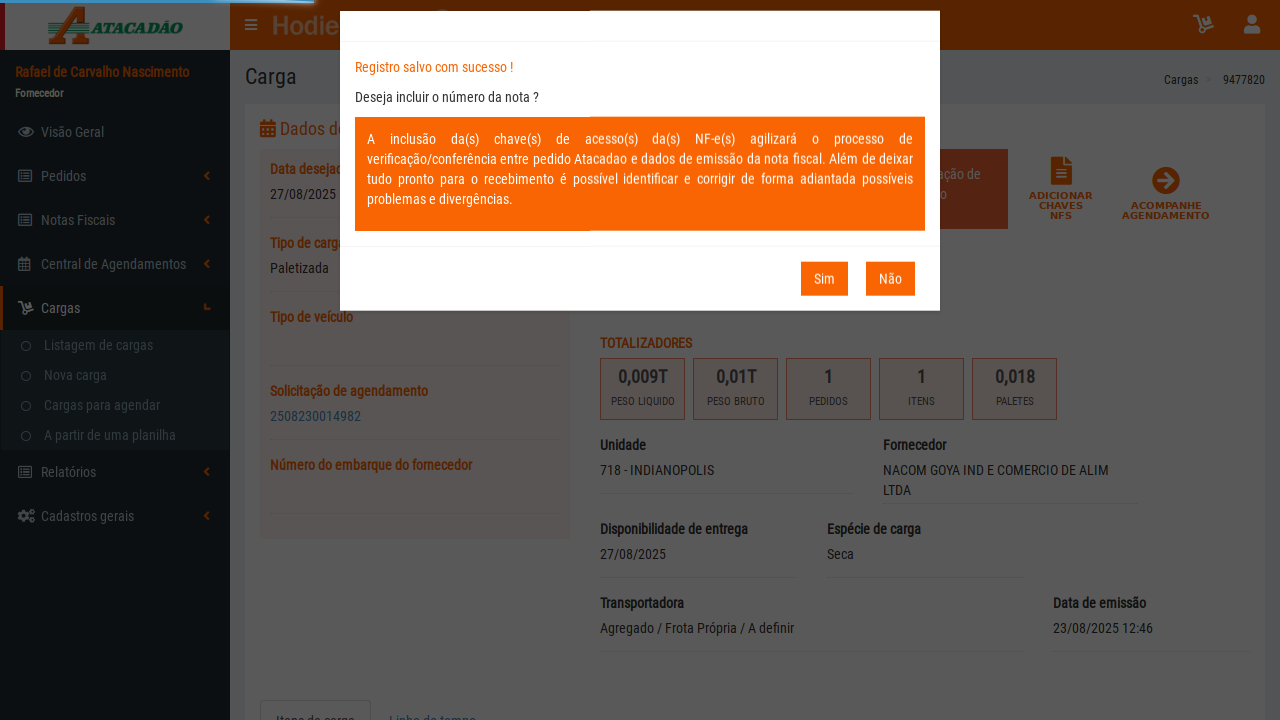 ATACADÃO
Hodie
Rafael de Carvalho Nascimento
Fornecedor
Visão Geral
Pedidos
Notas Fiscais
Central de Agendamentos
Cargas
Listagem de cargas
Nova carga
Cargas para agendar
A partir de uma planilha
Relatórios
Cadastros gerais
Carga
Cargas
9477820
Registro salvo com sucesso !
Deseja incluir o número da nota ?
A inclusão da(s) chave(s) de acesso(s) da(s) NF-e(s) agilizará o processo de
verificação/conferência entre pedido Atacadao e dados de emissão da nota fiscal. Além de deixar
tudo pronto para o recebimento é possível identificar e corrigir de forma adiantada possíveis
problemas e divergências.
Sim
Não
Dados d
Data deseja
27/08/2025
Tipo de carga
Paletizada
Tipo de veículo
Solicitação de agendamento
2508230014982
Número do embarque do fornecedor
ADICIONAR
CHAVES
NFS
ACOMPANHE
AGENDAMENTO
TOTALIZADORES
0,009T
PESO LIQUIDO
0,01T
PESO BRUTO
1
PEDIDOS
1
ITENS
0,018
PALETES
Unidade
718 - INDIANOPOLIS
Fornecedor
NACOM GOYA IND E COMERCIO DE ALIM
LTDA
Disponibilidade de entrega
27/08/2025
Espécie de carga
Seca
Transportadora
Agregado / Frota Própria / A definir
Data de emissão
23/08/2025 12:46
Itens da carga
Linha do tempo